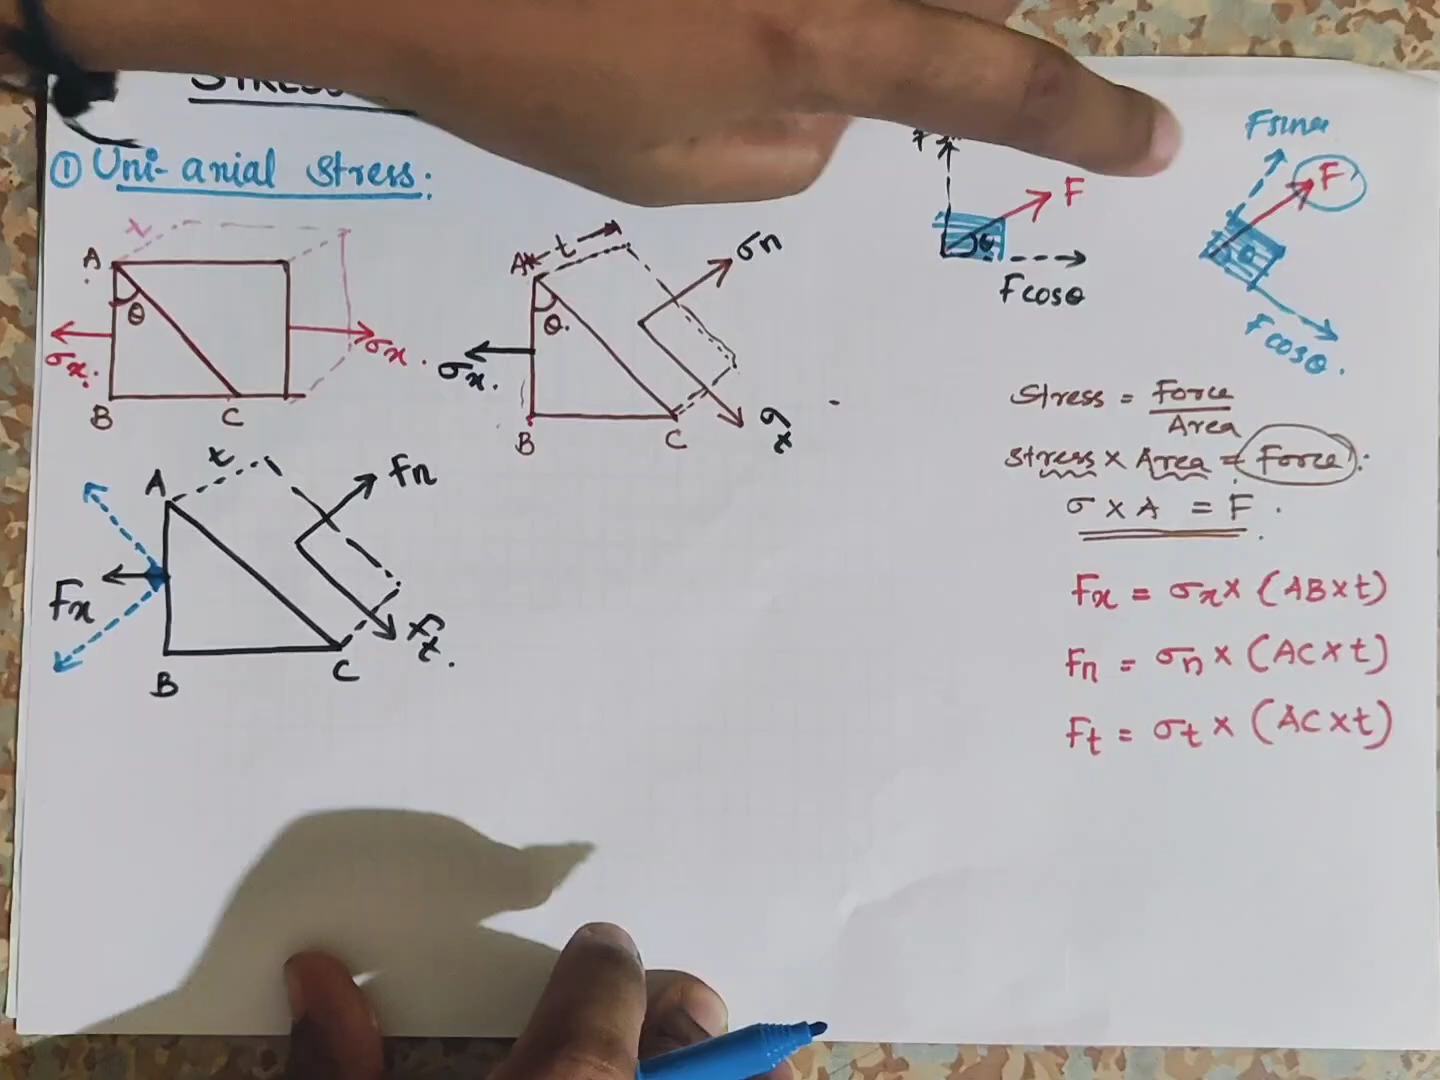 ① Uni-anial stress.
t
A
θ
σx.
σx.
B
C
A
t
σn
θ.
σx.
σt
B
C
A
t
Fn
Fx
Ft.
B
C
F
θ
Fcosθ
Fsinθ
F
θ
Fcosθ.
Stress = Force
Area
Stress × Area = Force.
σ × A = F.
Fx = σx × (AB×t)
Fn = σn × (AC×t)
Ft = σt × (AC×t)